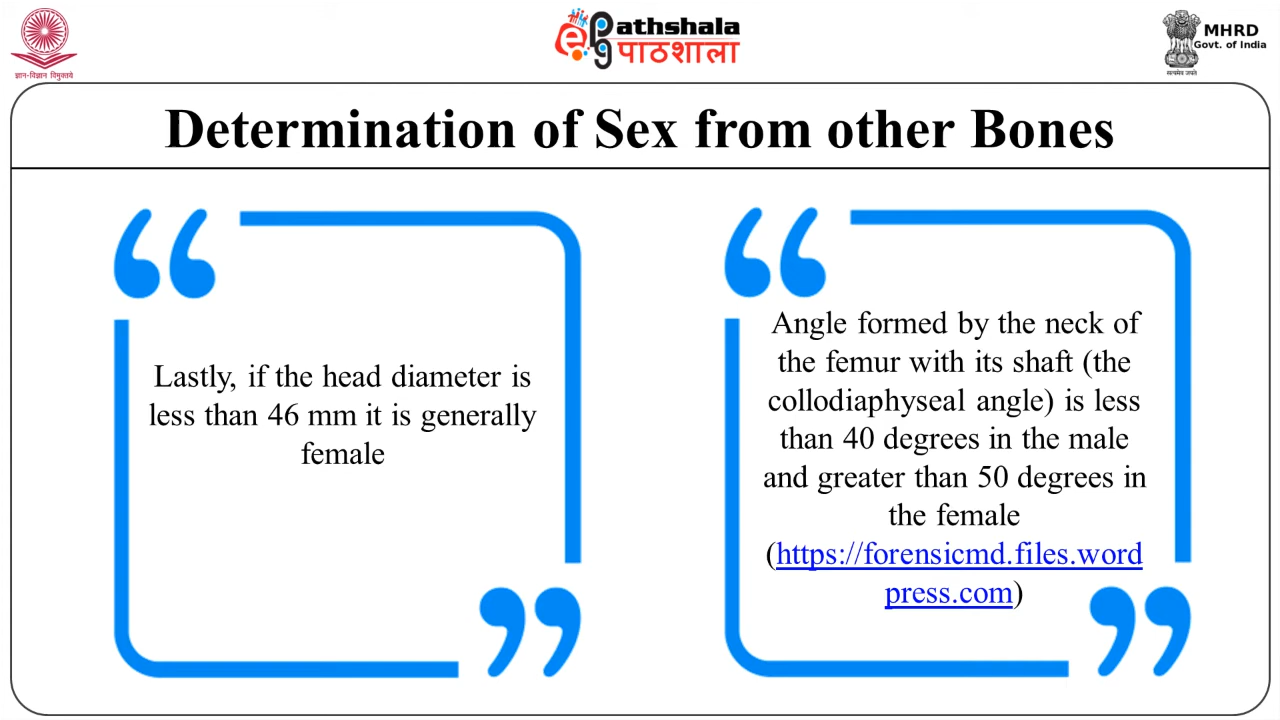 ज्ञान-विज्ञान विमुक्तये
ePg Pathshala
पाठशाला
MHRD
Govt. of India
सत्यमेव जयते
Determination of Sex from other Bones
Lastly, if the head diameter is
less than 46 mm it is generally
female
Angle formed by the neck of
the femur with its shaft (the
collodiaphyseal angle) is less
than 40 degrees in the male
and greater than 50 degrees in
the female
(https://forensicmd.files.word
press.com)